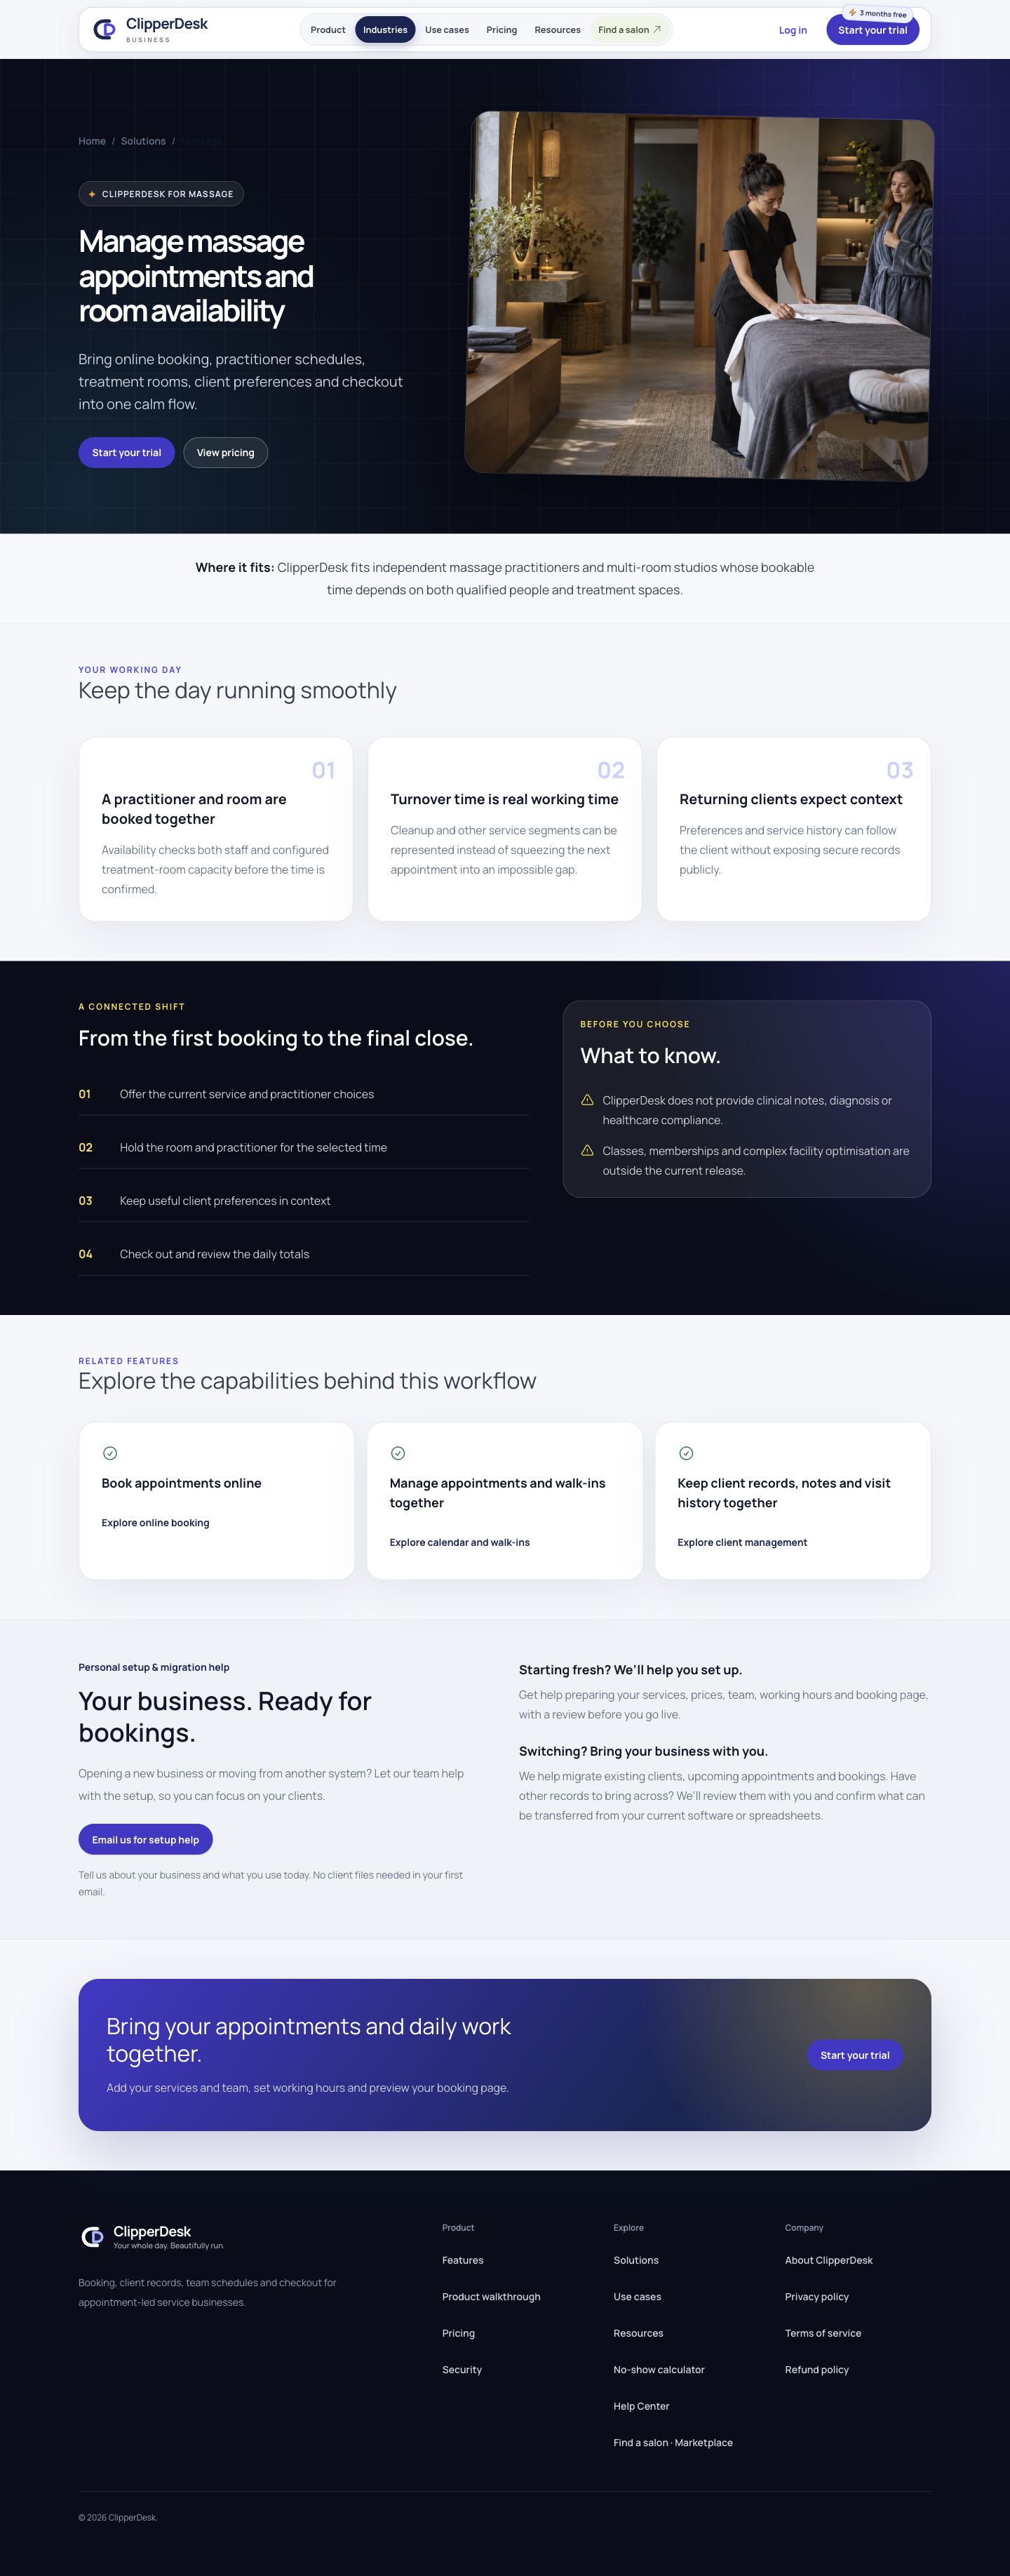 ClipperDesk
BUSINESS
Product
Industries
Use cases
Pricing
Resources
Find a salon
Log in
3 months free
Start your trial
Home / Solutions / Massage
CLIPPERDESK FOR MASSAGE
Manage massage
appointments and
room availability
Bring online booking, practitioner schedules,
treatment rooms, client preferences and checkout
into one calm flow.
Start your trial
View pricing
Where it fits: ClipperDesk fits independent massage practitioners and multi-room studios whose bookable
time depends on both qualified people and treatment spaces.
YOUR WORKING DAY
Keep the day running smoothly
01
A practitioner and room are
booked together
Availability checks both staff and configured
treatment-room capacity before the time is
confirmed.
02
Turnover time is real working time
Cleanup and other service segments can be
represented instead of squeezing the next
appointment into an impossible gap.
03
Returning clients expect context
Preferences and service history can follow
the client without exposing secure records
publicly.
A CONNECTED SHIFT
From the first booking to the final close.
01 Offer the current service and practitioner choices
02 Hold the room and practitioner for the selected time
03 Keep useful client preferences in context
04 Check out and review the daily totals
BEFORE YOU CHOOSE
What to know.
ClipperDesk does not provide clinical notes, diagnosis or
healthcare compliance.
Classes, memberships and complex facility optimisation are
outside the current release.
RELATED FEATURES
Explore the capabilities behind this workflow
Book appointments online
Explore online booking
Manage appointments and walk-ins
together
Explore calendar and walk-ins
Keep client records, notes and visit
history together
Explore client management
Personal setup & migration help
Your business. Ready for
bookings.
Opening a new business or moving from another system? Let our team help
with the setup, so you can focus on your clients.
Email us for setup help
Tell us about your business and what you use today. No client files needed in your first
email.
Starting fresh? We'll help you set up.
Get help preparing your services, prices, team, working hours and booking page,
with a review before you go live.
Switching? Bring your business with you.
We help migrate existing clients, upcoming appointments and bookings. Have
other records to bring across? We'll review them with you and confirm what can
be transferred from your current software or spreadsheets.
Bring your appointments and daily work
together.
Add your services and team, set working hours and preview your booking page.
Start your trial
ClipperDesk
Your whole day. Beautifully run.
Booking, client records, team schedules and checkout for
appointment-led service businesses.
Product
Features
Product walkthrough
Pricing
Security
Explore
Solutions
Use cases
Resources
No-show calculator
Help Center
Find a salon · Marketplace
Company
About ClipperDesk
Privacy policy
Terms of service
Refund policy
© 2026 ClipperDesk.